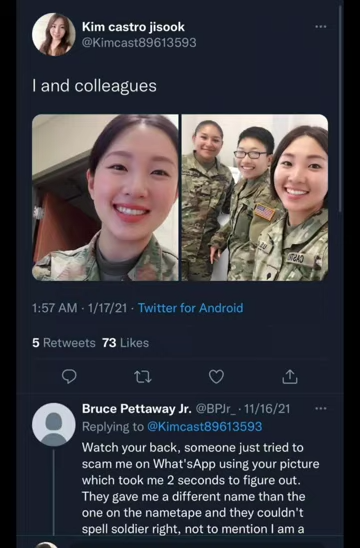 Kim castro jisook
@Kimcast89613593
I and colleagues
1:57 AM · 1/17/21 · Twitter for Android
5 Retweets 73 Likes
Bruce Pettaway Jr. @BPJr_ · 11/16/21
Replying to @Kimcast89613593
Watch your back, someone just tried to
scam me on What'sApp using your picture
which took me 2 seconds to figure out.
They gave me a different name than the
one on the nametape and they couldn't
spell soldier right, not to mention I am a